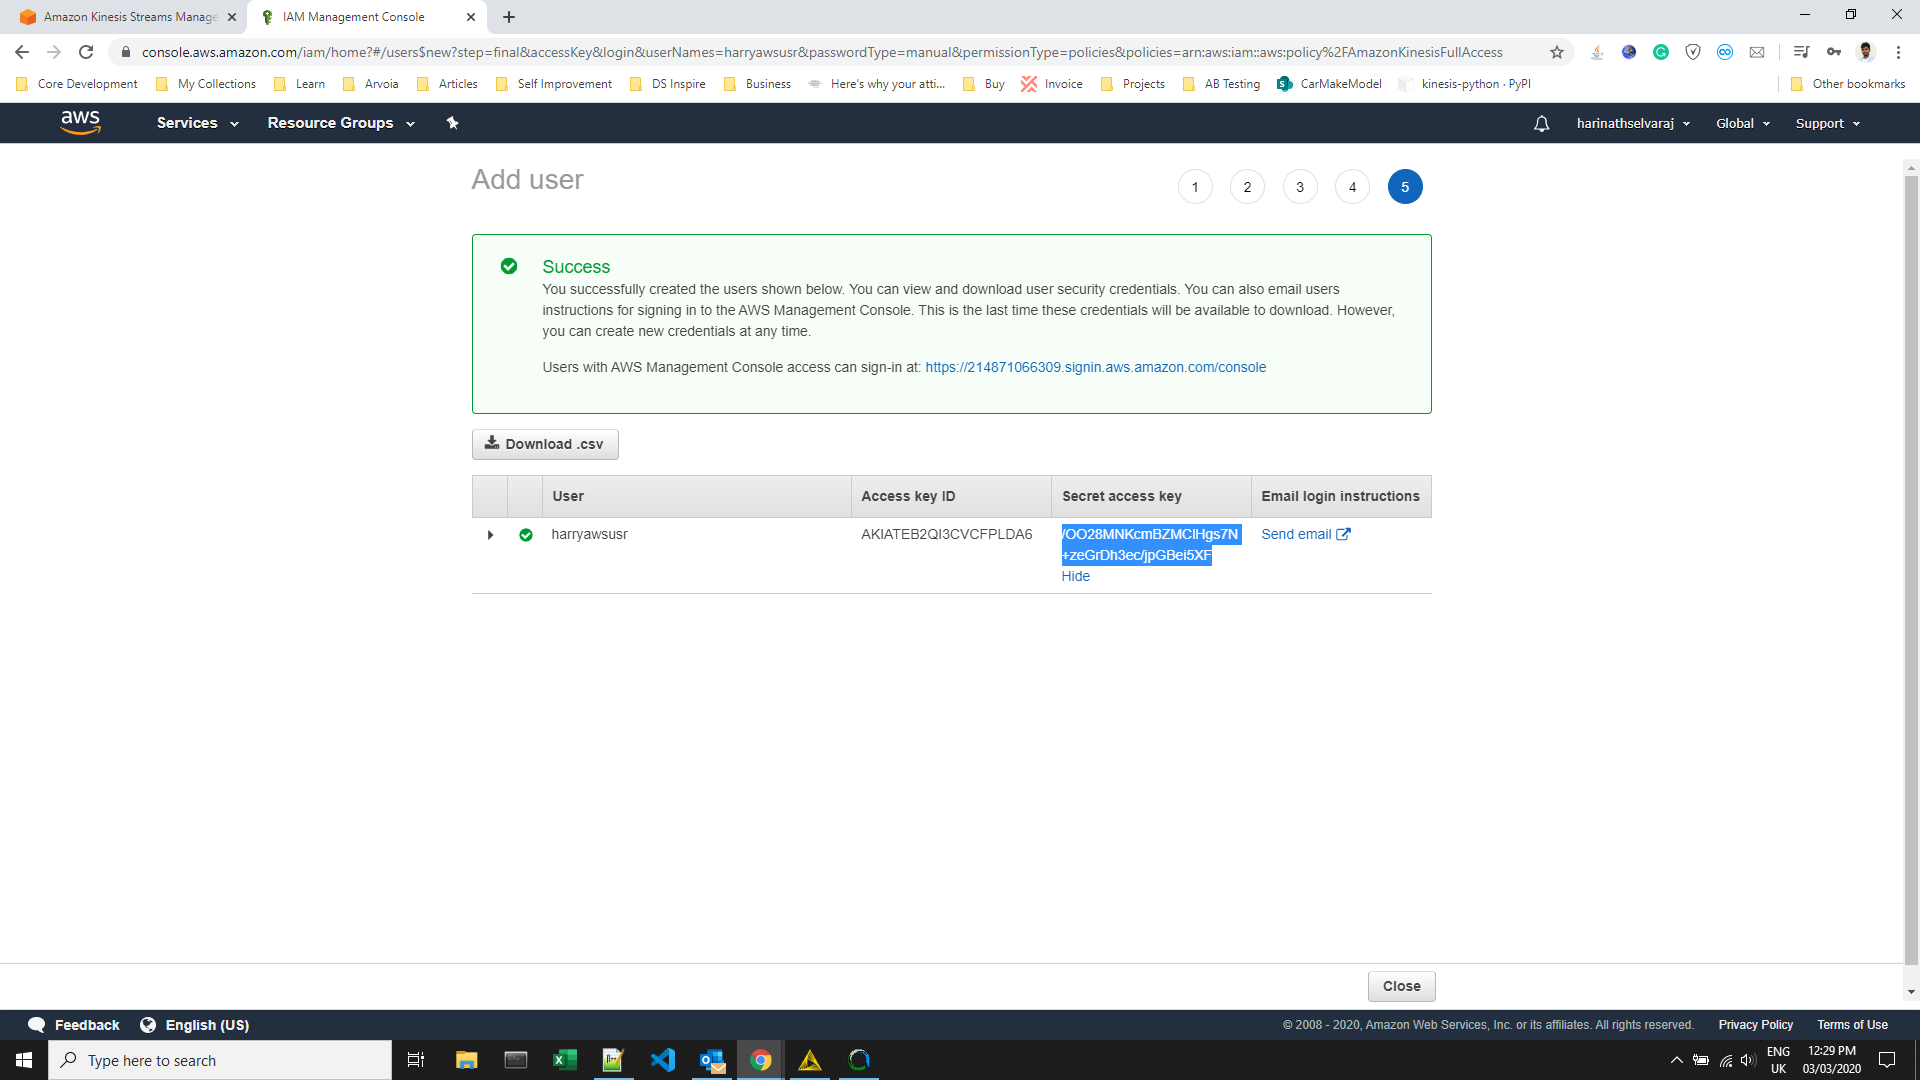 Amazon Kinesis Streams Manage
IAM Management Console
console.aws.amazon.com/iam/home?#/users$new?step=final&accessKey&login&userNames=harryawsusr&passwordType=manual&permissionType=policies&policies=arn:aws:iam::aws:policy%2FAmazonKinesisFullAccess
Core Development My Collections Learn Arvoia Articles Self Improvement DS Inspire Business Here's why your atti... Buy Invoice Projects AB Testing CarMakeModel kinesis-python · PyPI Other bookmarks
aws Services Resource Groups harinathselvaraj Global Support
Add user 1 2 3 4 5
Success
You successfully created the users shown below. You can view and download user security credentials. You can also email users
instructions for signing in to the AWS Management Console. This is the last time these credentials will be available to download. However,
you can create new credentials at any time.
Users with AWS Management Console access can sign-in at: https://214871066309.signin.aws.amazon.com/console
Download .csv
User Access key ID Secret access key Email login instructions
harryawsusr AKIATEB2QI3CVCFPLDA6 Send email
Hide
Close
Feedback English (US) © 2008 - 2020, Amazon Web Services, Inc. or its affiliates. All rights reserved. Privacy Policy Terms of Use
Type here to search
ENG 12:29 PM
UK 03/03/2020